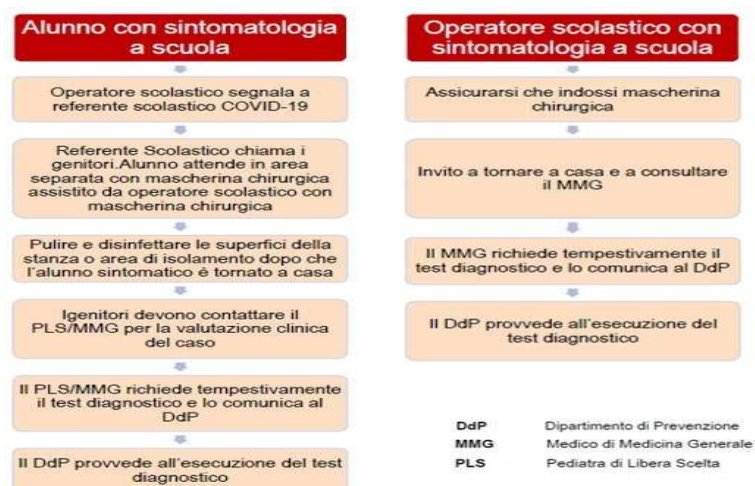 Alunno con sintomatologia
a scuola
Operatore scolastico segnala a
referente scolastico COVID-19
Referente Scolastico chiama i
genitori.Alunno attende in area
separata con mascherina chirurgica
assistito da operatore scolastico con
mascherina chirurgica
Pulire e disinfettare le superfici della
stanza o area di isolamento dopo che
l'alunno sintomatico é tornato a casa
Igenitori devono contattare il
PLS/MMG per la valutazione clinica
del caso
Il PLS/MMG richiede tempestivamente
il test diagnostico e lo comunica al
DdP
Il DdP provvede all'esecuzione del test
diagnostico
Operatore scolastico con
sintomatologia a scuola
Assicurarsi che indossi mascherina
chirurgica
Invito a tornare a casa e a consultare
il MMG
Il MMG richiede tempestivamente il
test diagnostico e lo comunica al DdP
Il DdP provvede all'esecuzione del
test diagnostico
DdP Dipartimento di Prevenzione
MMG Medico di Medicina Generale
PLS Pediatra di Libera Scelta